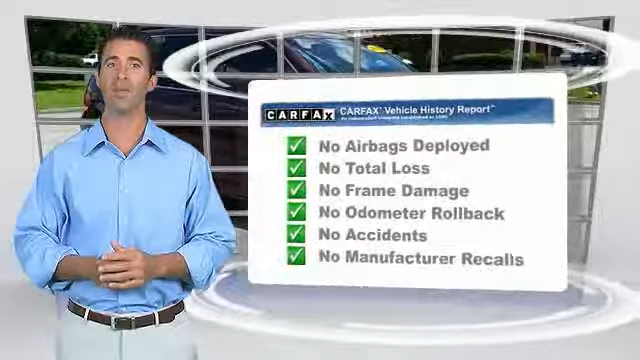 CARFAX CARFAX Vehicle History Report™
No Airbags Deployed
No Total Loss
No Frame Damage
No Odometer Rollback
No Accidents
No Manufacturer Recalls